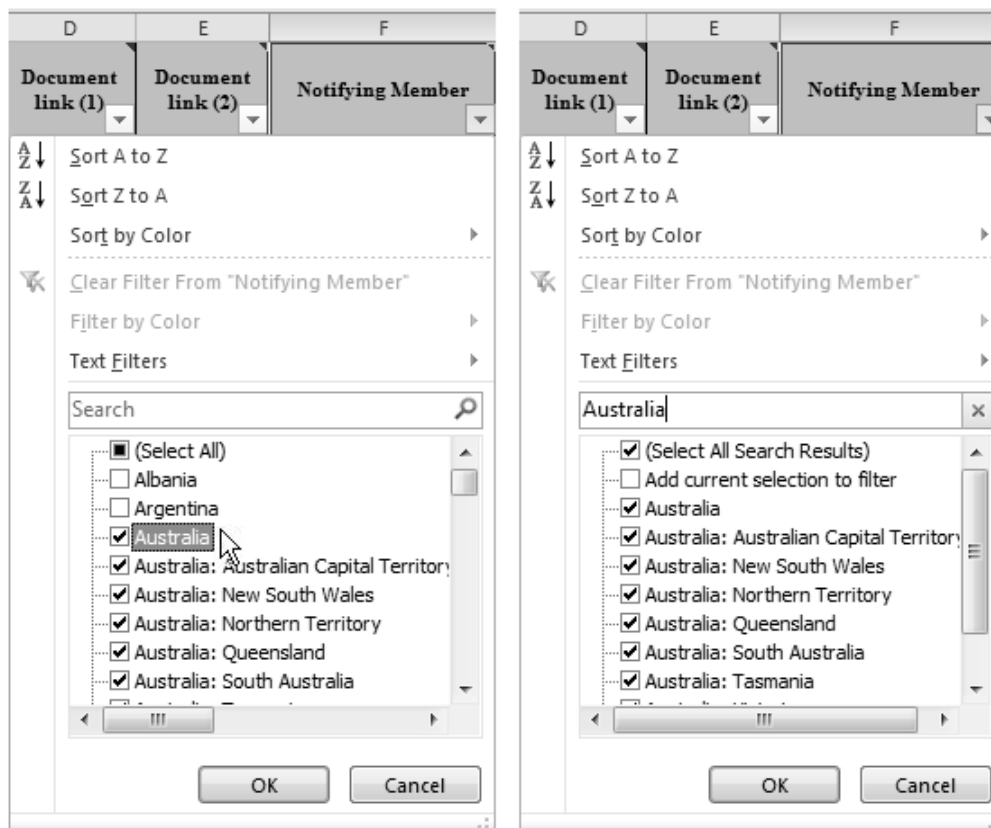 D E F
Document link (1) Document link (2) Notifying Member
Sort A to Z
Sort Z to A
Sort by Color
Clear Filter From "Notifying Member"
Filter by Color
Text Filters
Search
(Select All)
Albania
Argentina
Australia
Australia: Australian Capital Territory
Australia: New South Wales
Australia: Northern Territory
Australia: Queensland
Australia: South Australia
OK Cancel
D E F
Document link (1) Document link (2) Notifying Member
Sort A to Z
Sort Z to A
Sort by Color
Clear Filter From "Notifying Member"
Filter by Color
Text Filters
Australia
(Select All Search Results)
Add current selection to filter
Australia
Australia: Australian Capital Territory
Australia: New South Wales
Australia: Northern Territory
Australia: Queensland
Australia: South Australia
Australia: Tasmania
OK Cancel